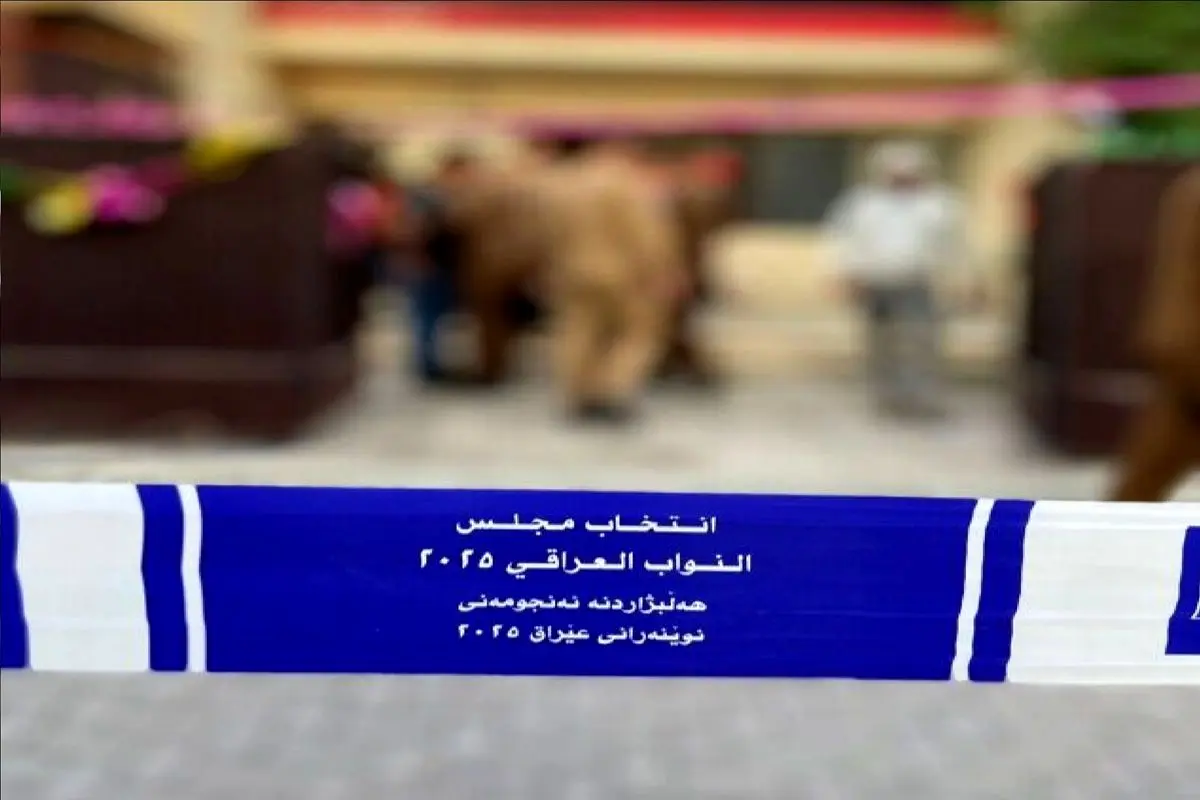 انتخاب مجلس
النواب العراقي ٢٠٢٥
هەڵبژاردنە ئەنجومەنی
نوێنەرانی عێراق ٢٠٢٥